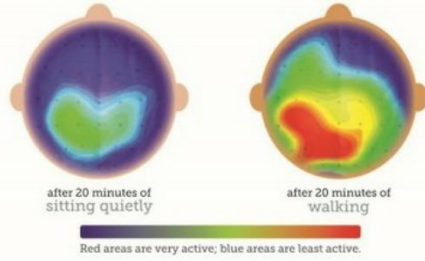 after 20 minutes of
sitting quietly
after 20 minutes of
walking
Red areas are very active; blue areas are least active.